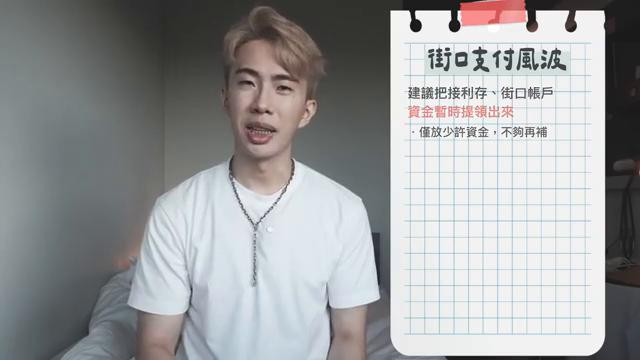 街口支付風波
建議把接利存、街口帳戶
資金暫時提領出來
·僅放少許資金，不夠再補